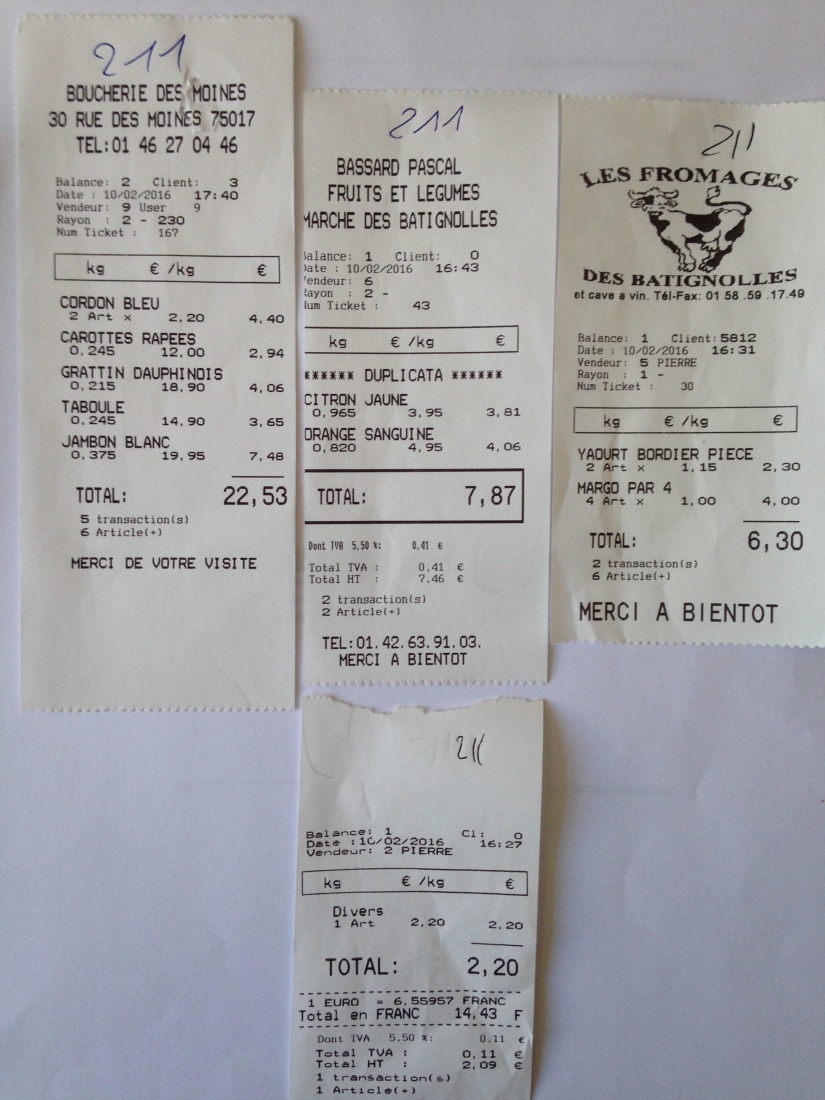 211
BOUCHERIE DES MOINES
30 RUE DES MOINES 75017
TEL:01 46 27 04 46
Balance: 2 Client: 3
Date : 10/02/2016 17:40
Vendeur: 9 User 9
Rayon : 2 - 230
Num Ticket : 167
kg € /kg €
CORDON BLEU
2 Art x 2,20 4,40
CAROTTES RAPEES
0,245 12,00 2,94
GRATTIN DAUPHINOIS
0,215 18,90 4,06
TABOULE
0,245 14,90 3,65
JAMBON BLANC
0,375 19,95 7,48
TOTAL: 22,53
5 transaction(s)
6 Article(+)
MERCI DE VOTRE VISITE
211
BASSARD PASCAL
FRUITS ET LEGUMES
MARCHE DES BATIGNOLLES
alance: 1 Client: 0
ate : 10/02/2016 16:43
endeur: 6
ayon : 2 -
um Ticket : 43
kg € /kg €
****** DUPLICATA ******
CITRON JAUNE
0,965 3,95 3,81
ORANGE SANGUINE
0,820 4,95 4,06
TOTAL: 7,87
Dont TVA 5,50 %: 0,41 €
Total TVA : 0,41 €
Total HT : 7,46 €
2 transaction(s)
2 Article(+)
TEL:01.42.63.91.03.
MERCI A BIENTOT
211
LES FROMAGES
DES BATIGNOLLES
et cave a vin. Tél-Fax: 01 58 .59 .17.49
Balance: 1 Client:5812
Date : 10/02/2016 16:31
Vendeur: 5 PIERRE
Rayon : 1 -
Num Ticket : 30
kg € /kg €
YAOURT BORDIER PIECE
2 Art x 1,15 2,30
MARGO PAR 4
4 Art x 1,00 4,00
TOTAL: 6,30
2 transaction(s)
6 Article(+)
MERCI A BIENTOT
211
Balance: 1 Cl: 0
Date :10/02/2016 16:27
Vendeur: 2 PIERRE
kg € /kg €
Divers
1 Art 2,20 2,20
TOTAL: 2,20
1 EURO = 6,55957 FRANC
Total en FRANC 14,43 F
Dont TVA 5,50 %: 0,11 €
Total TVA : 0,11 €
Total HT : 2,09 €
1 transaction(s)
1 Article(+)